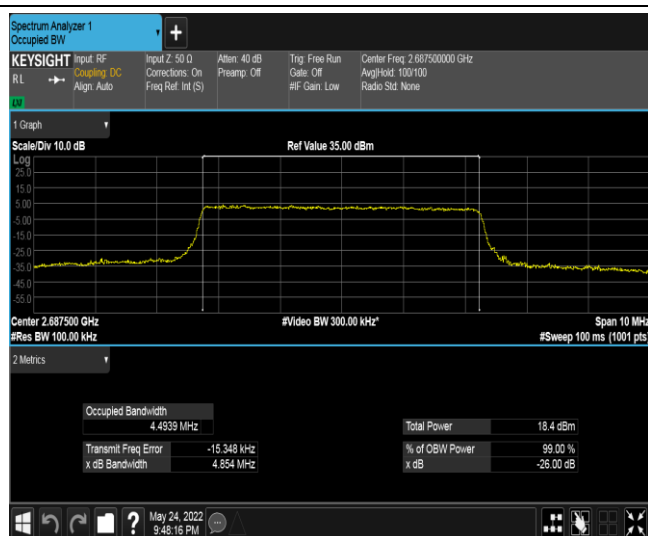 Spectrum Analyzer 1
Occupied BW
+
KEYSIGHT Input: RF Input Z: 50 Ω Atten: 40 dB Trig: Free Run Center Freq: 2.687500000 GHz
RL Coupling: DC Corrections: On Preamp: Off Gate: Off Avg|Hold: 100/100
Align: Auto Freq Ref: Int (S) #IF Gain: Low Radio Std: None
1 Graph
Scale/Div 10.0 dB Ref Value 35.00 dBm
Log
25.0
15.0
5.00
-5.00
-15.0
-25.0
-35.0
-45.0
-55.0
Center 2.687500 GHz #Video BW 300.00 kHz* Span 10 MHz
#Res BW 100.00 kHz #Sweep 100 ms (1001 pts)
2 Metrics
Occupied Bandwidth
4.4939 MHz Total Power 18.4 dBm
Transmit Freq Error -15.348 kHz % of OBW Power 99.00 %
x dB Bandwidth 4.854 MHz x dB -26.00 dB
? May 24, 2022
9:48:16 PM